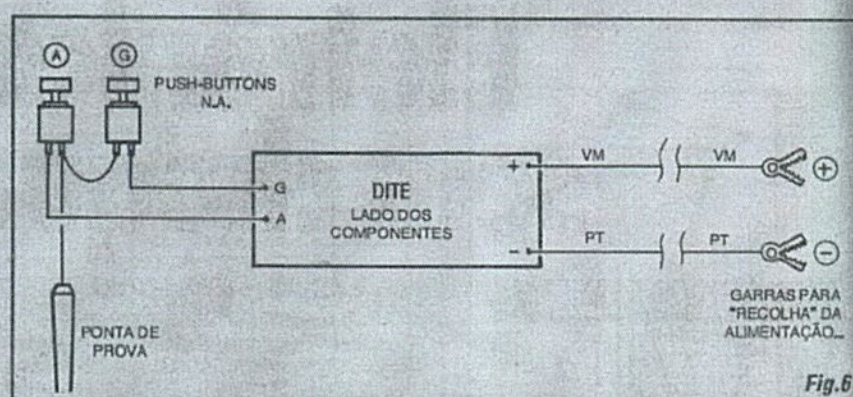 A G
PUSH-BUTTONS
N.A.
G
A
DITE
LADO DOS
COMPONENTES
+
-
VM VM
PT PT
+
-
GARRAS PARA
"RECOLHA" DA
ALIMENTAÇÃO...
PONTA DE
PROVA
Fig.6